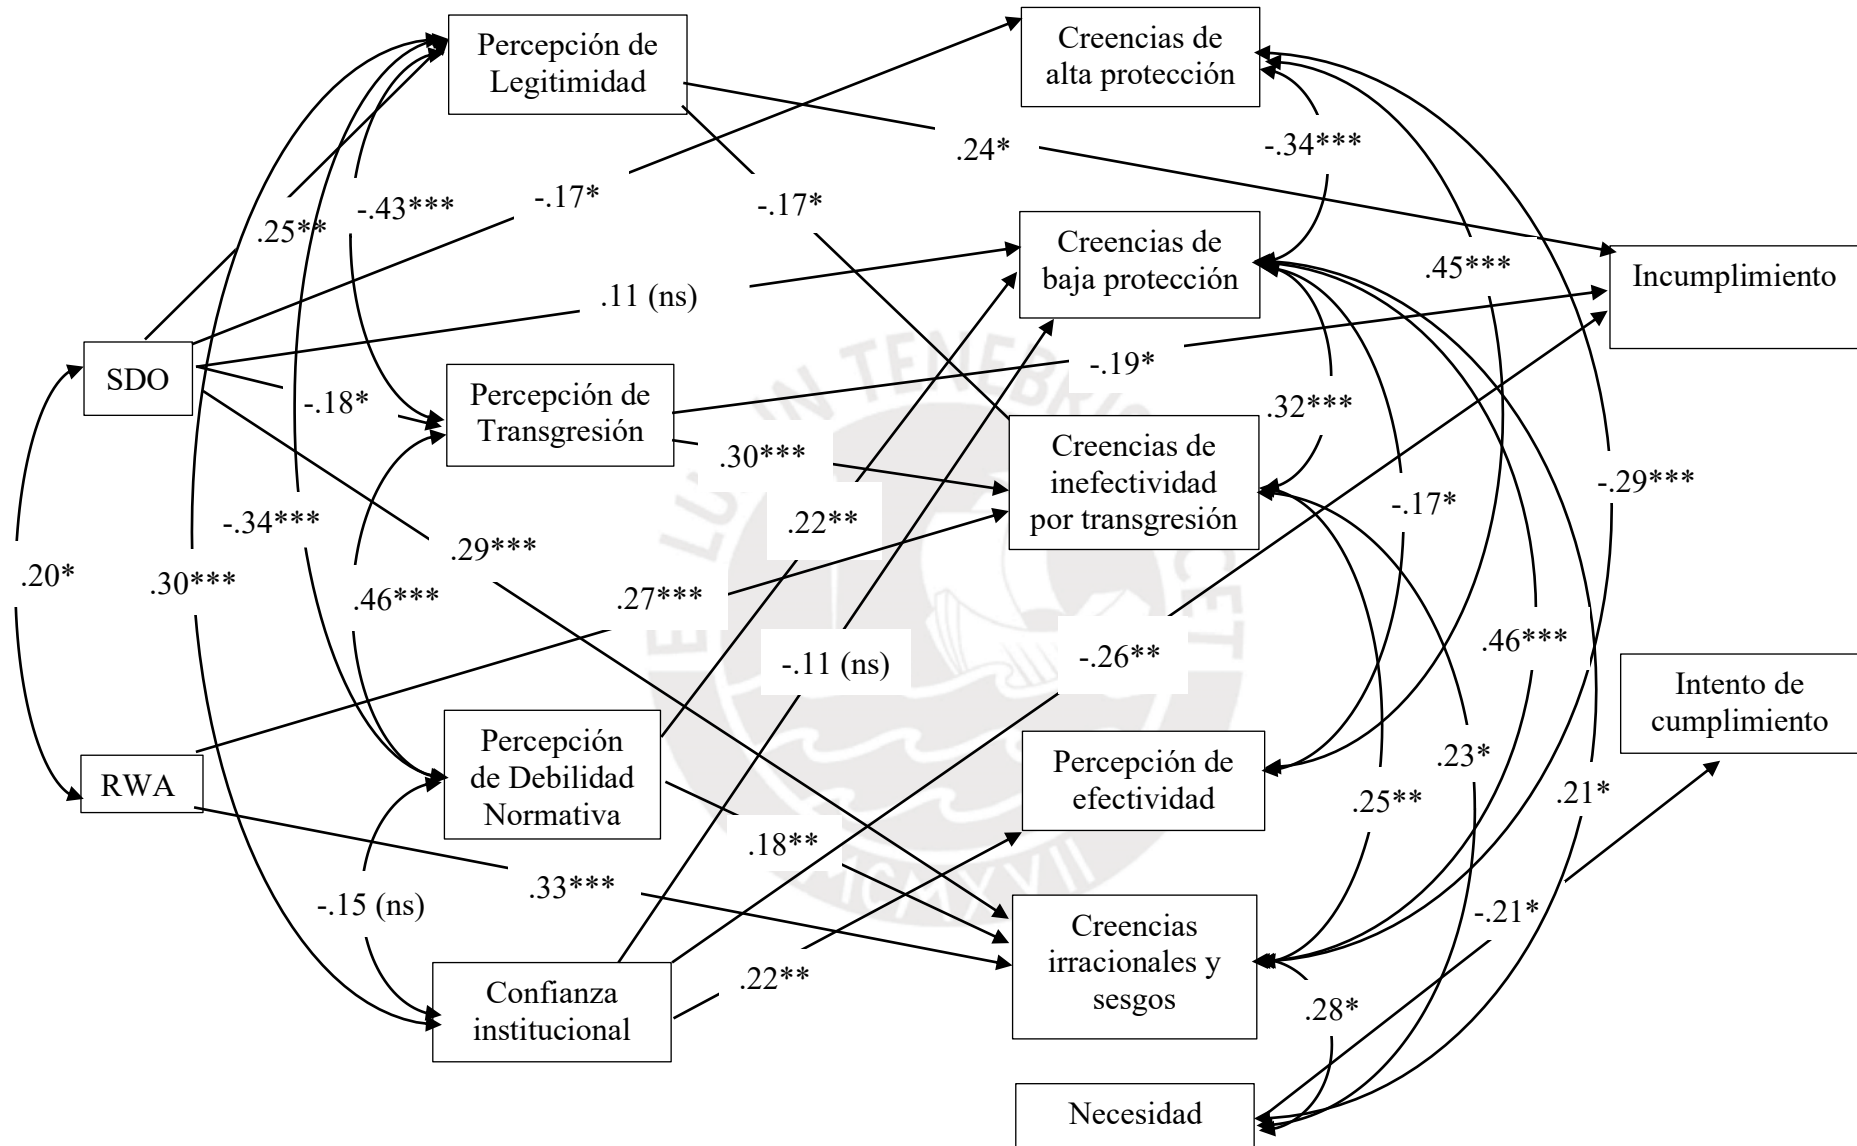 Percepción de
Legitimidad
Creencias de
alta protección
.24*
-.34***
.25**
-.43***
-.17*
-.17*
Creencias de
baja protección
.45***
Incumplimiento
.11 (ns)
SDO
-.18*
Percepción de
Transgresión
-.19*
.32***
.30***
Creencias de
inefectividad
por transgresión
-.34***
.29***
.22**
-.17*
-.29***
.20*
.30***
.46***
.27***
-.11 (ns)
-.26**
.46***
Intento de
cumplimiento
RWA
Percepción
de Debilidad
Normativa
Percepción de
efectividad
.23*
.25**
.21*
.18**
.33***
-.15 (ns)
-.21*
Creencias
irracionales y
sesgos
Confianza
institucional
.22**
.28*
Necesidad
MCMXVII